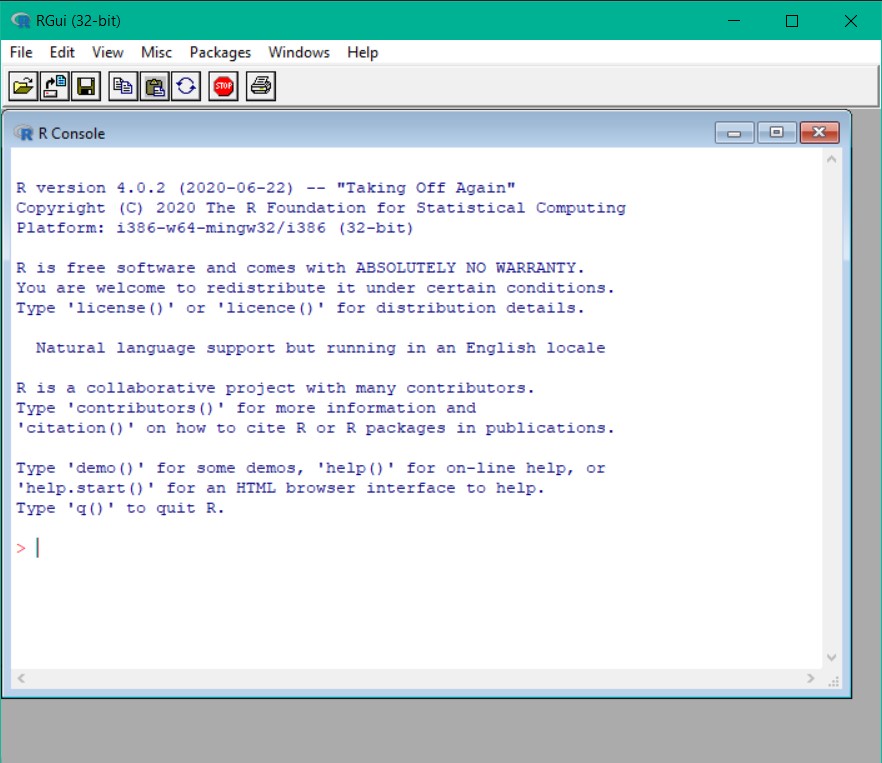 RGui (32-bit)
File Edit View Misc Packages Windows Help
STOP
R Console
R version 4.0.2 (2020-06-22) -- "Taking Off Again"
Copyright (C) 2020 The R Foundation for Statistical Computing
Platform: i386-w64-mingw32/i386 (32-bit)
R is free software and comes with ABSOLUTELY NO WARRANTY.
You are welcome to redistribute it under certain conditions.
Type 'license()' or 'licence()' for distribution details.
Natural language support but running in an English locale
R is a collaborative project with many contributors.
Type 'contributors()' for more information and
'citation()' on how to cite R or R packages in publications.
Type 'demo()' for some demos, 'help()' for on-line help, or
'help.start()' for an HTML browser interface to help.
Type 'q()' to quit R.
>